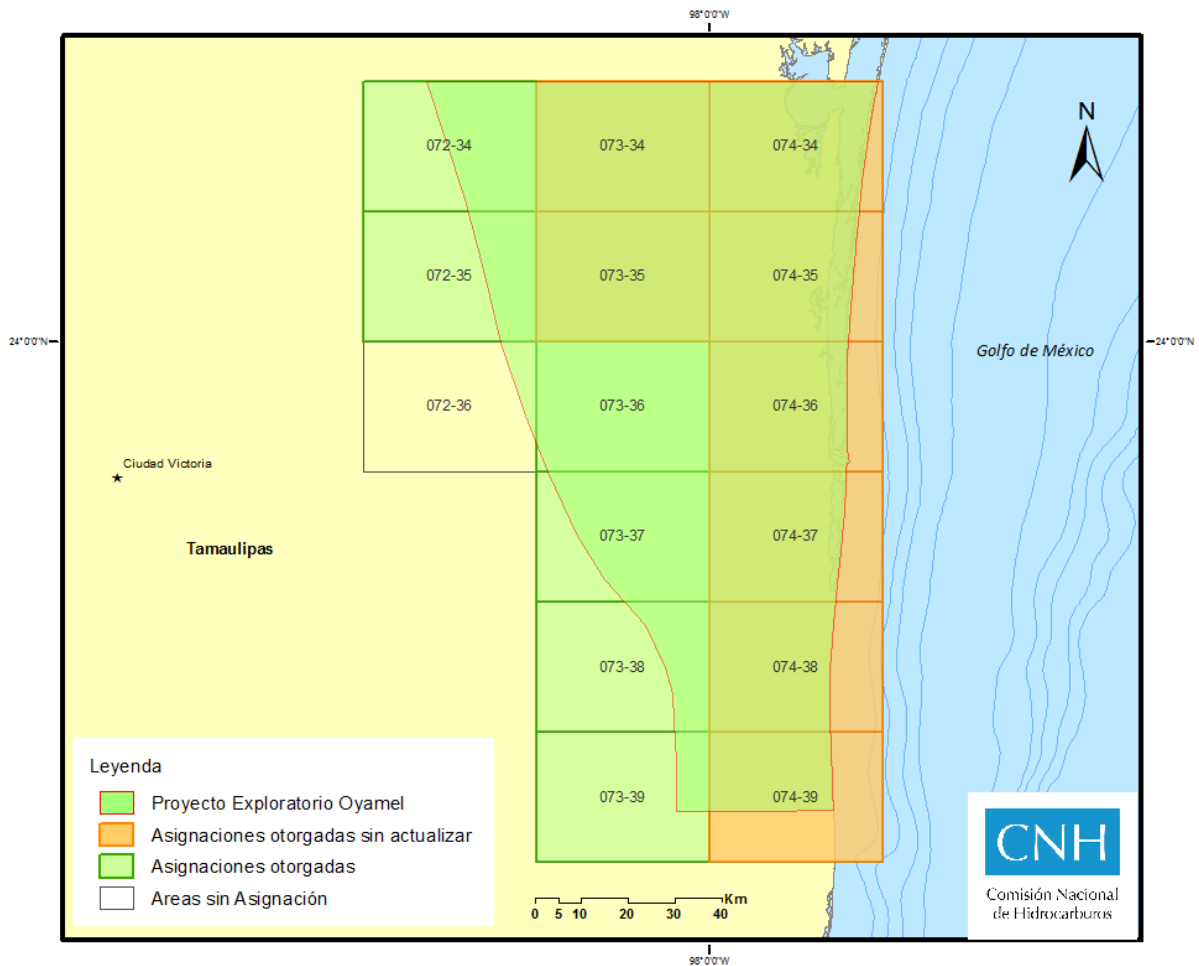 98°0'0"W
N
072-34
073-34
074-34
072-35
073-35
074-35
24°0'0"N
24°0'0"N
Golfo de México
072-36
073-36
074-36
Ciudad Victoria
Tamaulipas
073-37
074-37
073-38
074-38
073-39
074-39
Leyenda
Proyecto Exploratorio Oyamel
Asignaciones otorgadas sin actualizar
Asignaciones otorgadas
Areas sin Asignación
Km
0 5 10 20 30 40
CNH
Comisión Nacional
de Hidrocarburos
98°0'0"W